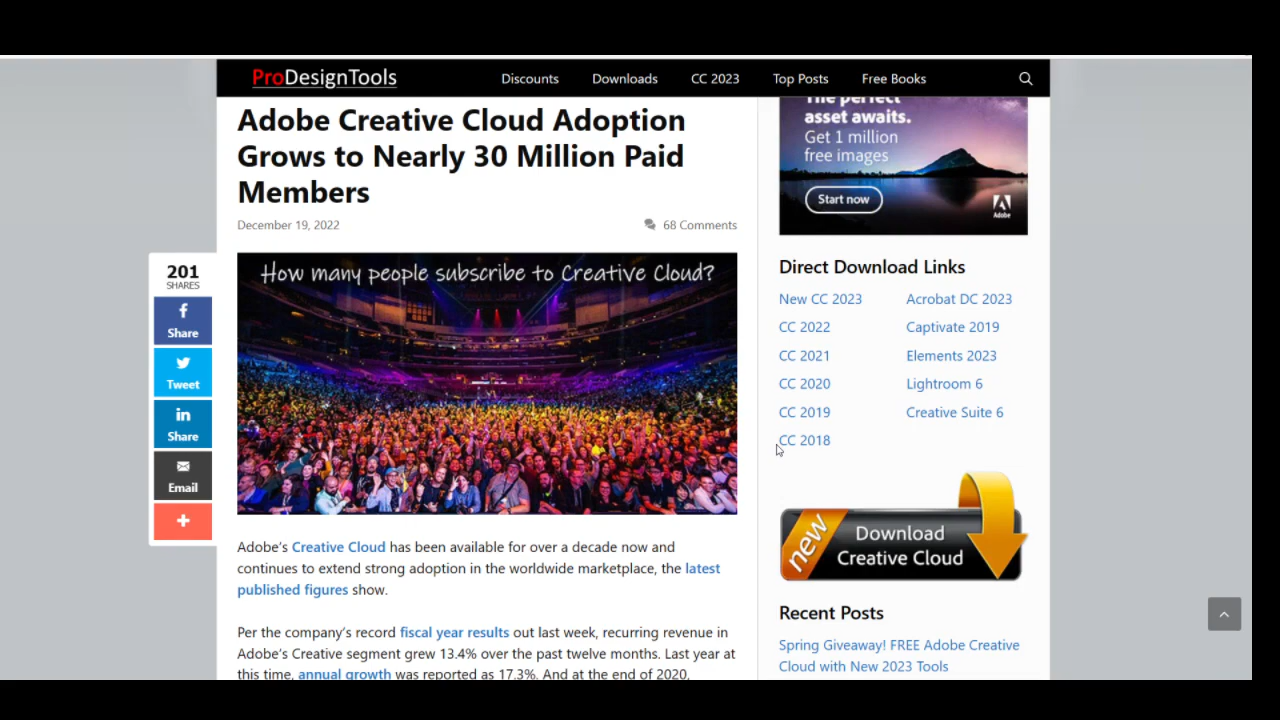 ProDesignTools
Discounts
Downloads
CC 2023
Top Posts
Free Books
Adobe Creative Cloud Adoption
Grows to Nearly 30 Million Paid
Members
December 19, 2022
68 Comments
201
SHARES
Share
Tweet
Share
Email
How many people subscribe to Creative Cloud?
Adobe's Creative Cloud has been available for over a decade now and
continues to extend strong adoption in the worldwide marketplace, the latest
published figures show.
Per the company's record fiscal year results out last week, recurring revenue in
Adobe's Creative segment grew 13.4% over the past twelve months. Last year at
this time, annual growth was reported as 17.3%. And at the end of 2020,
The perfect
asset awaits.
Get 1 million
free images
Start now
Adobe
Direct Download Links
New CC 2023
Acrobat DC 2023
CC 2022
Captivate 2019
CC 2021
Elements 2023
CC 2020
Lightroom 6
CC 2019
Creative Suite 6
CC 2018
new
Download
Creative Cloud
Recent Posts
Spring Giveaway! FREE Adobe Creative
Cloud with New 2023 Tools